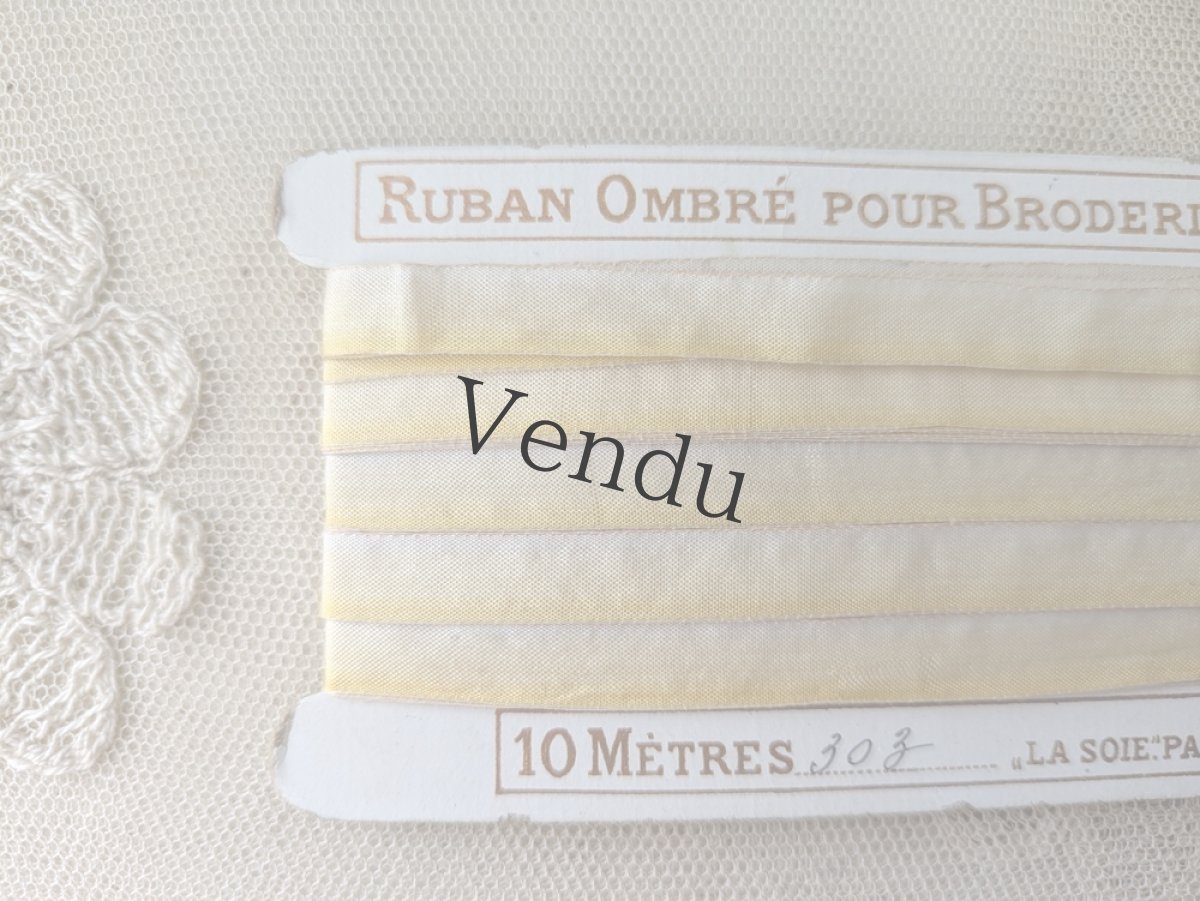 RUBAN OMBRÉ POUR BRODERI
Vendu
10 MÈTRES 303 „LA SOIE" PA